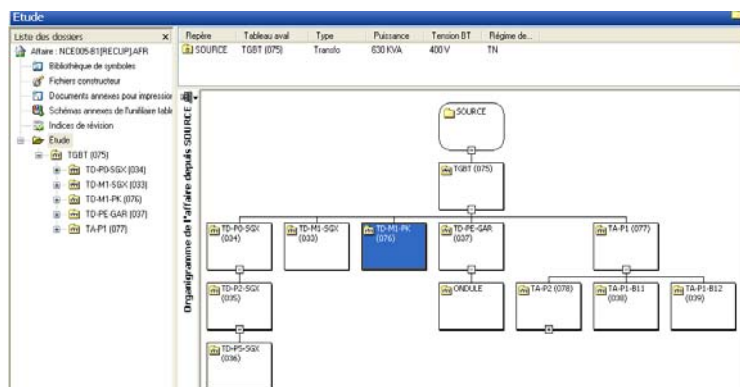 Etude
Liste des dossiers x
Affaire : NCE005-B1[RECUP].AFR
Bibliothèque de symboles
Fichiers constructeur
Documents annexes pour impression
Schémas annexes de l'unifilaire tabl
Indices de révision
Etude
TGBT (075)
TD-P0-SGX (034)
TD-M1-SGX (033)
TD-M1-PK (076)
TD-PE-GAR (037)
TA-P1 (077)
Repère Tableau aval Type Puissance Tension BT Régime de...
SOURCE TGBT (075) Transfo 630 KVA 400 V TN
Organigramme de l'affaire depuis SOURCE
SOURCE
TGBT (075)
TD-P0-SGX
(034)
TD-M1-SGX
(033)
TD-M1-PK
(076)
TD-PE-GAR
(037)
TA-P1 (077)
TD-P2-SGX
(035)
ONDULE
TA-P2 (078)
TA-P1-B11
(038)
TA-P1-B12
(039)
TD-P5-SGX
(036)